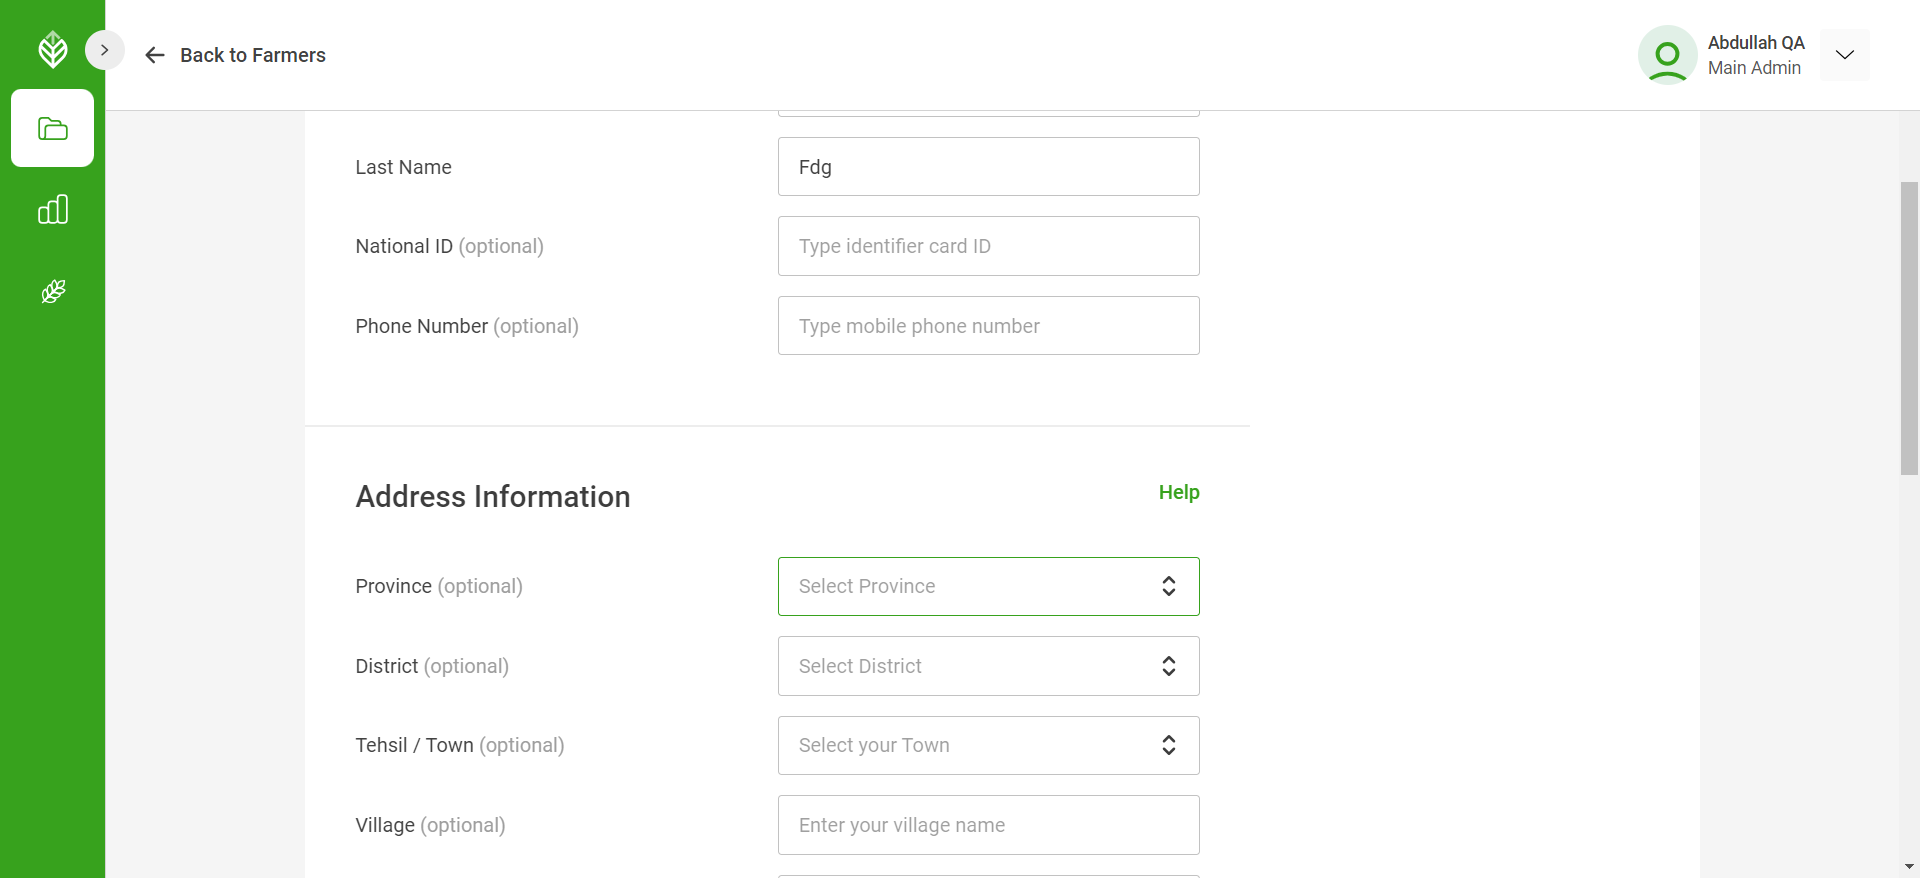 Back to Farmers
Abdullah QA
Main Admin
Last Name
Fdg
National ID (optional)
Type identifier card ID
Phone Number (optional)
Type mobile phone number
Address Information
Help
Province (optional)
Select Province
District (optional)
Select District
Tehsil / Town (optional)
Select your Town
Village (optional)
Enter your village name